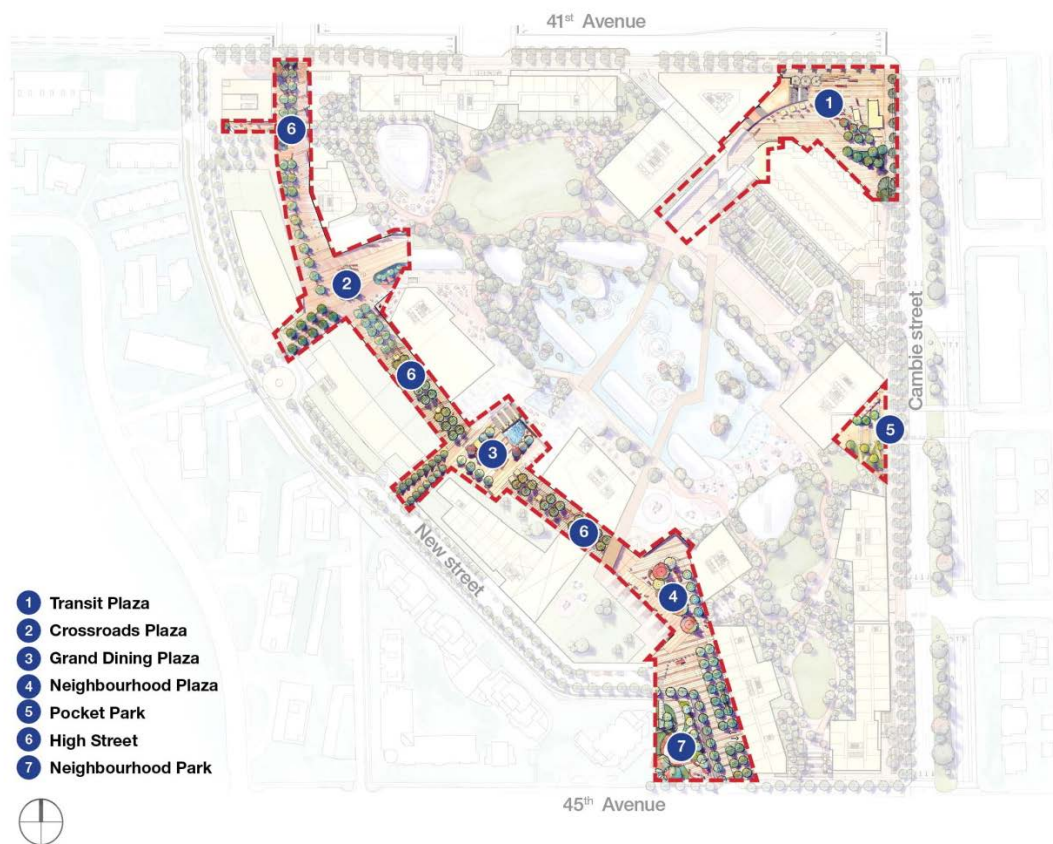 41st Avenue
1
6
2
Cambie street
6
5
3
6
New street
4
1 Transit Plaza
2 Crossroads Plaza
3 Grand Dining Plaza
4 Neighbourhood Plaza
5 Pocket Park
6 High Street
7 Neighbourhood Park
7
45th Avenue